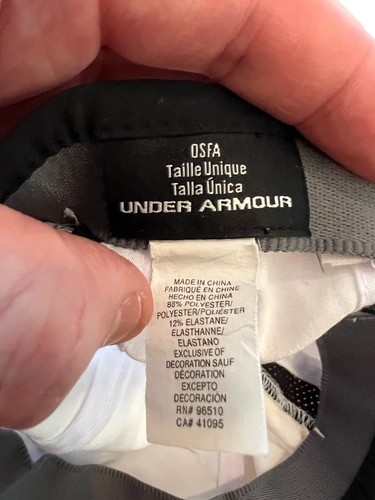 OSFA
Taille Unique
Talla Única
UNDER ARMOUR
MADE IN CHINA
FABRIQUÉ EN CHINE
HECHO EN CHINA
88% POLYESTER/
POLYESTER/POLIÉSTER
12% ELASTANE/
ELASTHANNE/
ELASTANO
EXCLUSIVE OF
DECORATION SAUF
DÉCORATION
EXCEPTO
DECORACIÓN
RN# 96510
CA# 41095